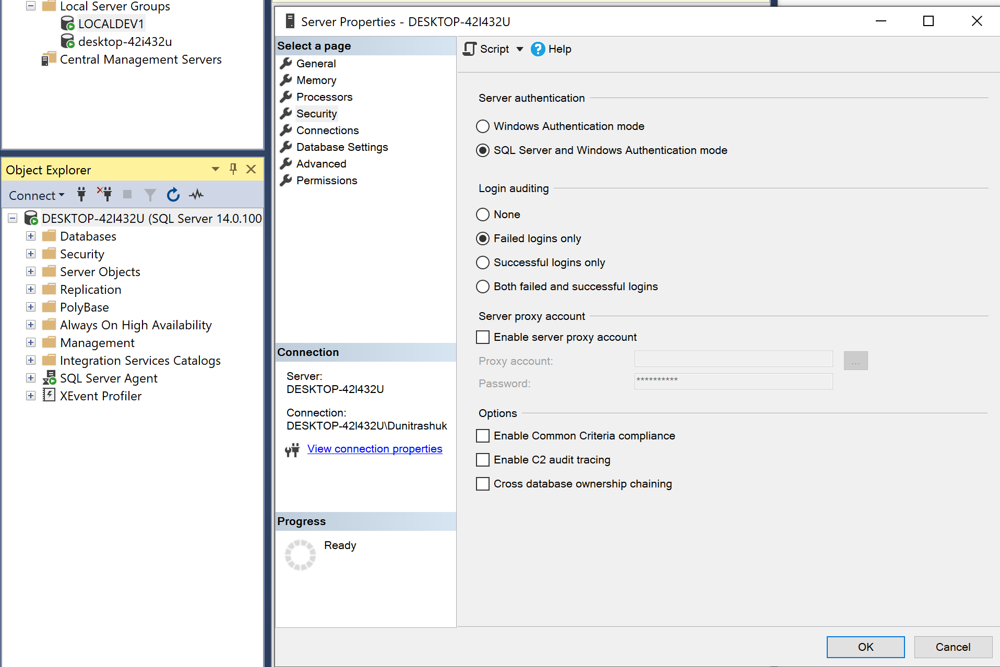 Local Server Groups
LOCALDEV1
desktop-42i432u
Central Management Servers
Object Explorer
Connect
DESKTOP-42I432U (SQL Server 14.0.100
Databases
Security
Server Objects
Replication
PolyBase
Always On High Availability
Management
Integration Services Catalogs
SQL Server Agent
XEvent Profiler
Server Properties - DESKTOP-42I432U
Select a page
General
Memory
Processors
Security
Connections
Database Settings
Advanced
Permissions
Connection
Server:
DESKTOP-42I432U
Connection:
DESKTOP-42I432U\Dunitrashuk
View connection properties
Progress
Ready
Script
? Help
Server authentication
Windows Authentication mode
SQL Server and Windows Authentication mode
Login auditing
None
Failed logins only
Successful logins only
Both failed and successful logins
Server proxy account
Enable server proxy account
Proxy account:
...
Password:
**********
Options
Enable Common Criteria compliance
Enable C2 audit tracing
Cross database ownership chaining
OK
Cancel